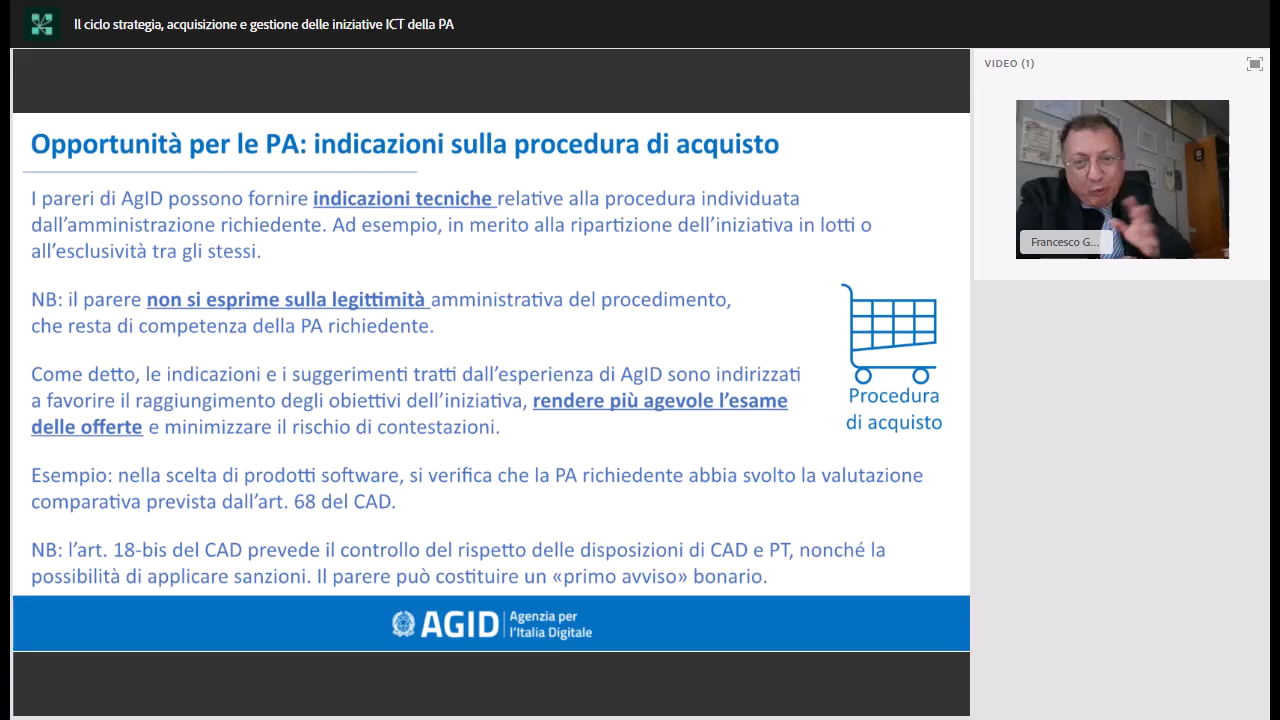 Il ciclo strategia, acquisizione e gestione delle iniziative ICT della PA
VIDEO (1)
Francesco G...
Opportunità per le PA: indicazioni sulla procedura di acquisto
I pareri di AgID possono fornire indicazioni tecniche relative alla procedura individuata
dall'amministrazione richiedente. Ad esempio, in merito alla ripartizione dell'iniziativa in lotti o
all'esclusività tra gli stessi.
NB: il parere non si esprime sulla legittimità amministrativa del procedimento,
che resta di competenza della PA richiedente.
Come detto, le indicazioni e i suggerimenti tratti dall'esperienza di AgID sono indirizzati
a favorire il raggiungimento degli obiettivi dell'iniziativa, rendere più agevole l'esame
delle offerte e minimizzare il rischio di contestazioni.
Procedura
di acquisto
Esempio: nella scelta di prodotti software, si verifica che la PA richiedente abbia svolto la valutazione
comparativa prevista dall'art. 68 del CAD.
NB: l'art. 18-bis del CAD prevede il controllo del rispetto delle disposizioni di CAD e PT, nonché la
possibilità di applicare sanzioni. Il parere può costituire un «primo avviso» bonario.
AGID
Agenzia per
l'Italia Digitale